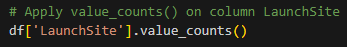 # Apply value_counts() on column LaunchSite
df['LaunchSite'].value_counts()